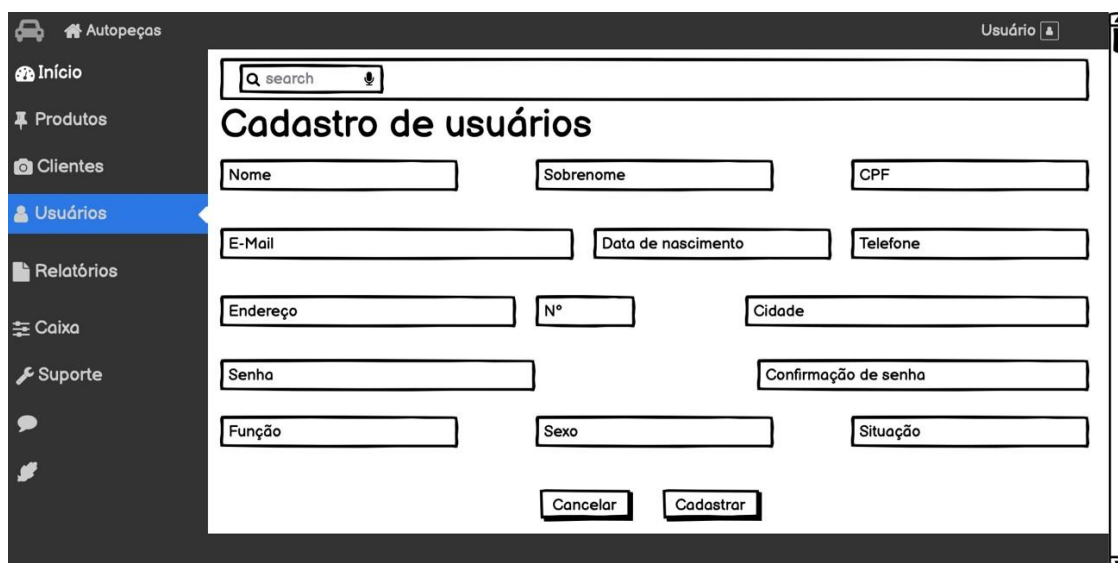 Autopeças
Usuário
Início
Produtos
Clientes
Usuários
Relatórios
Caixa
Suporte
search
Cadastro de usuários
Nome
Sobrenome
CPF
E-Mail
Data de nascimento
Telefone
Endereço
N°
Cidade
Senha
Confirmação de senha
Função
Sexo
Situação
Cancelar
Cadastrar